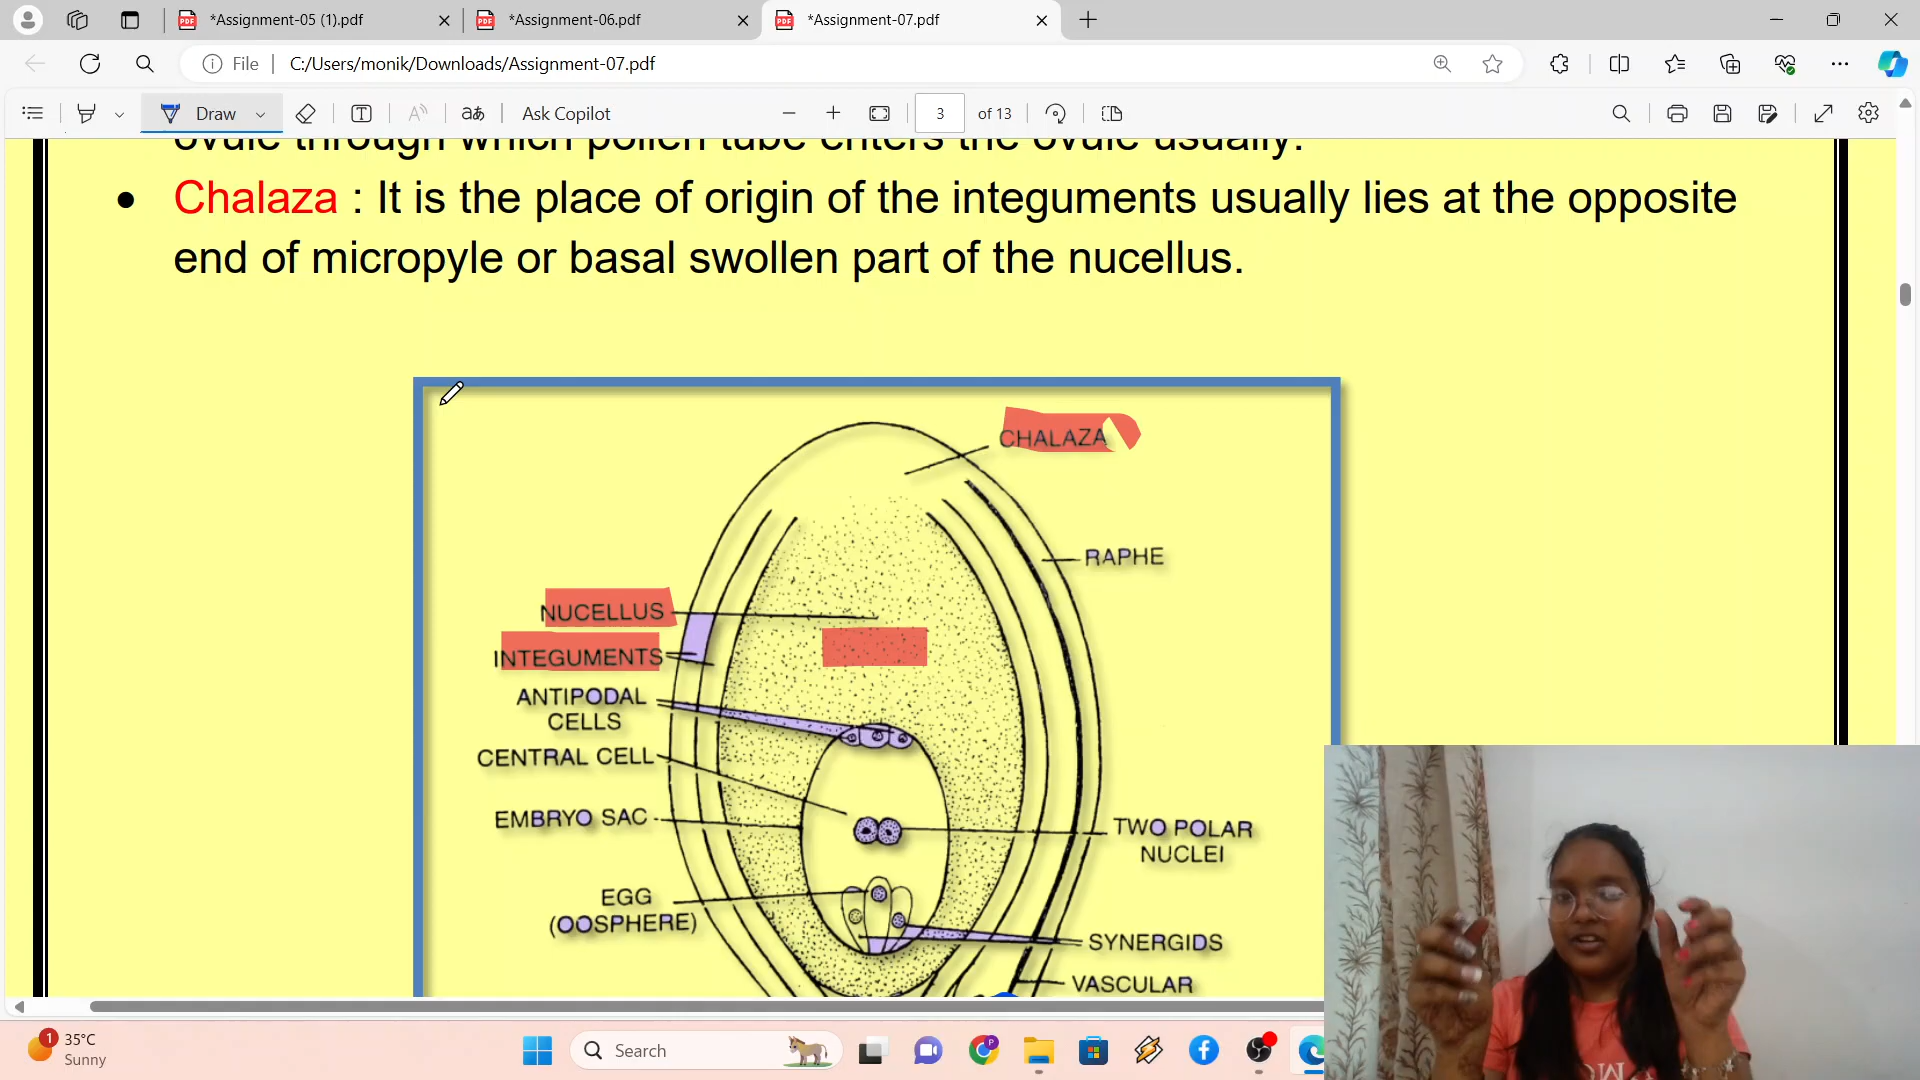 *Assignment-05 (1).pdf
*Assignment-06.pdf
*Assignment-07.pdf
File
C:/Users/monik/Downloads/Assignment-07.pdf
Draw
Ask Copilot
3 of 13
ovule through which pollen tube enters the ovule usually.
• Chalaza : It is the place of origin of the integuments usually lies at the opposite
end of micropyle or basal swollen part of the nucellus.
CHALAZA
RAPHE
NUCELLUS
INTEGUMENTS
ANTIPODAL
CELLS
CENTRAL CELL
EMBRYO SAC
TWO POLAR
NUCLEI
EGG
(OOSPHERE)
SYNERGIDS
VASCULAR
1
35°C
Sunny
Search